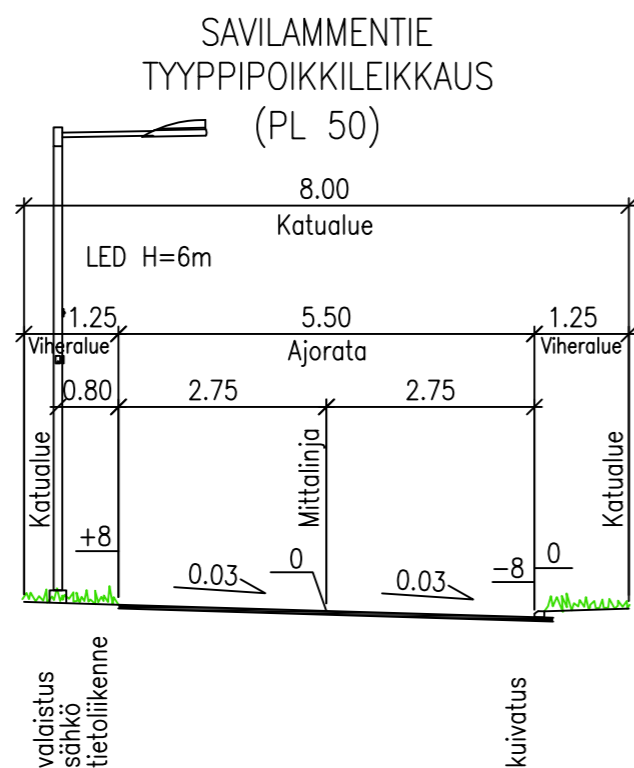 SAVILAMMENTIE
TYYPPIPOIKKILEIKKAUS
(PL 50)
8.00
Katualue
LED H=6m
1.25
5.50
1.25
Viheralue
Ajorata
Viheralue
0.80
2.75
2.75
Katualue
Mittalinja
Katualue
+8
0.03
0
0.03
-8
0
valaistus
sähkö
tietoliikenne
kuivatus